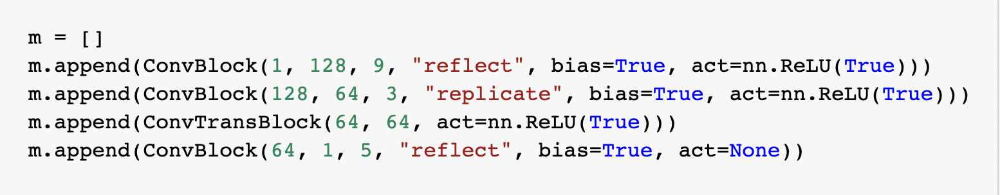 m = []
m.append(ConvBlock(1, 128, 9, "reflect", bias=True, act=nn.ReLU(True)))
m.append(ConvBlock(128, 64, 3, "replicate", bias=True, act=nn.ReLU(True)))
m.append(ConvTransBlock(64, 64, act=nn.ReLU(True)))
m.append(ConvBlock(64, 1, 5, "reflect", bias=True, act=None))